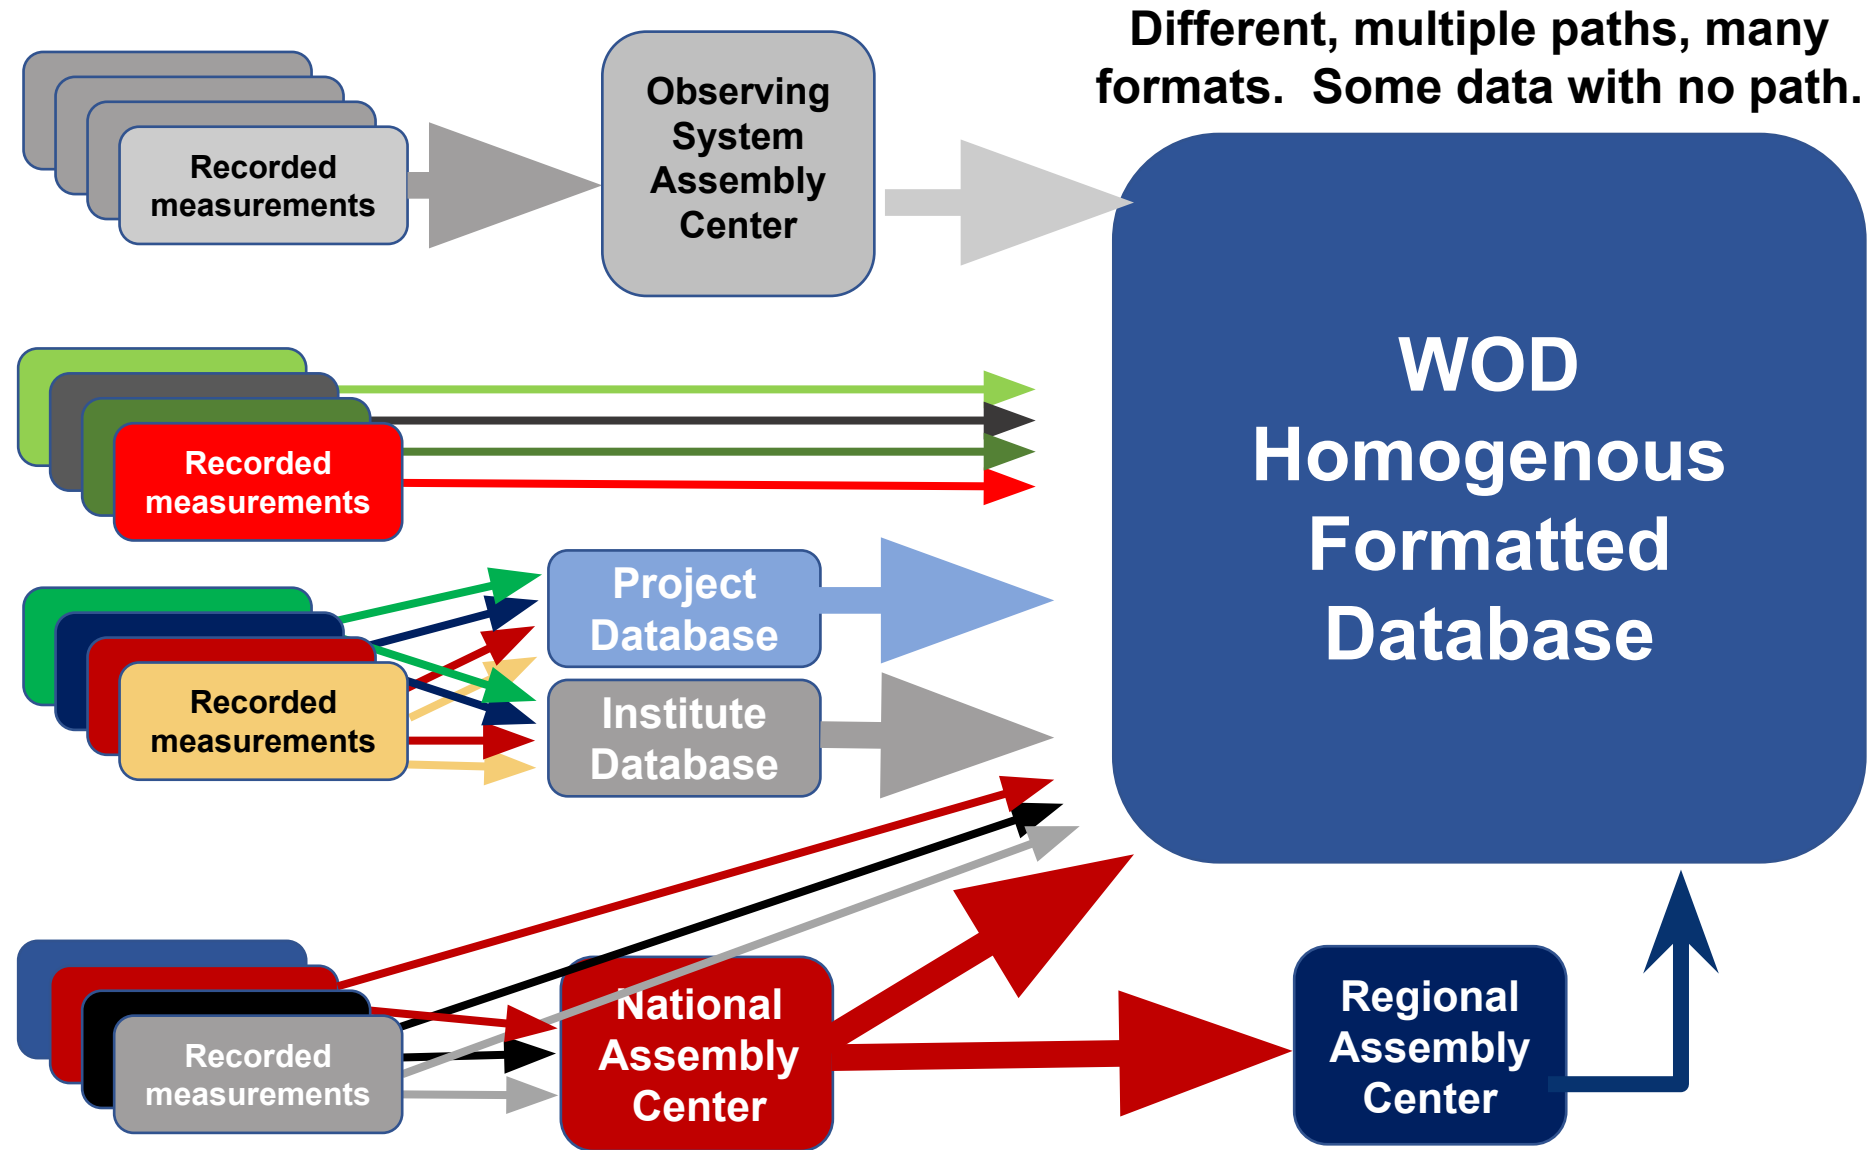 Different, multiple paths, many
formats.  Some data with no path.
Recorded
measurements
Observing
System
Assembly
Center
WOD
Homogenous
Formatted
Database
Recorded
measurements
Project
Database
Recorded
measurements
Institute
Database
National
Assembly
Center
Regional
Assembly
Center
Recorded
measurements